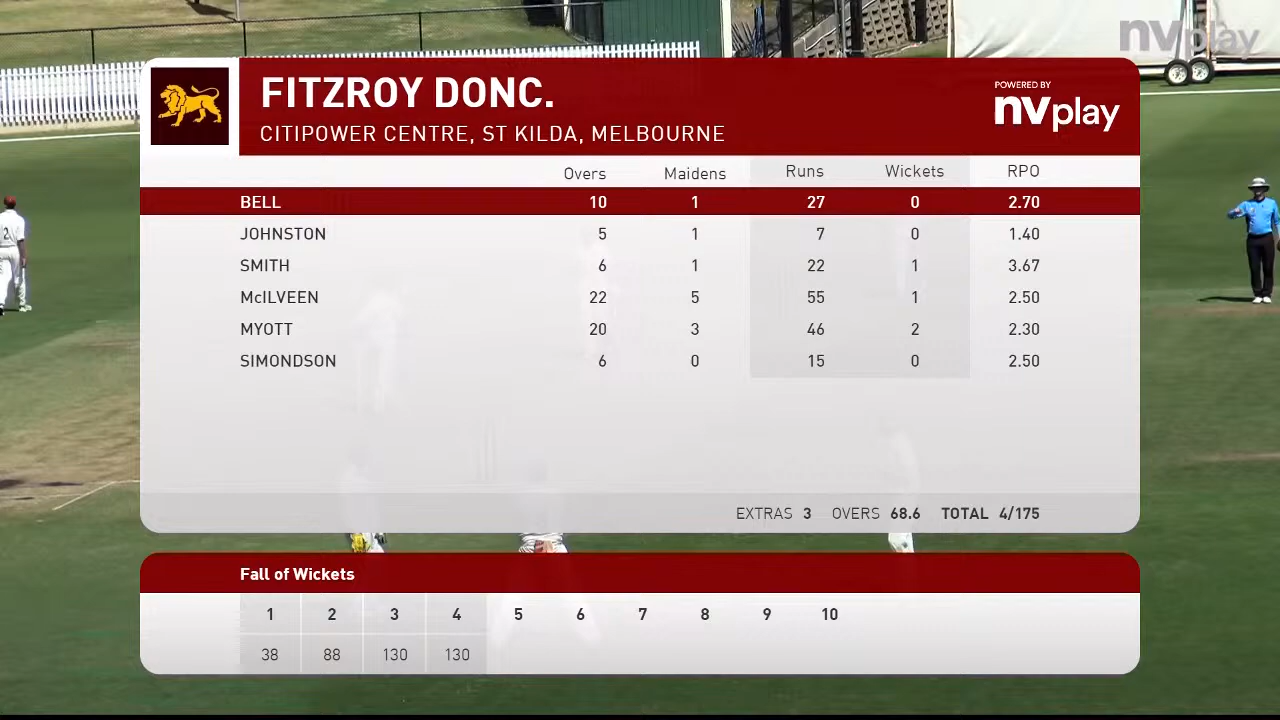 nvplay
FITZROY DONC.
CITIPOWER CENTRE, ST KILDA, MELBOURNE
POWERED BY
nvplay
Overs Maidens Runs Wickets RPO
BELL 10 1 27 0 2.70
JOHNSTON 5 1 7 0 1.40
SMITH 6 1 22 1 3.67
McILVEEN 22 5 55 1 2.50
MYOTT 20 3 46 2 2.30
SIMONDSON 6 0 15 0 2.50
EXTRAS 3 OVERS 68.6 TOTAL 4/175
Fall of Wickets
1 2 3 4 5 6 7 8 9 10
38 88 130 130
2